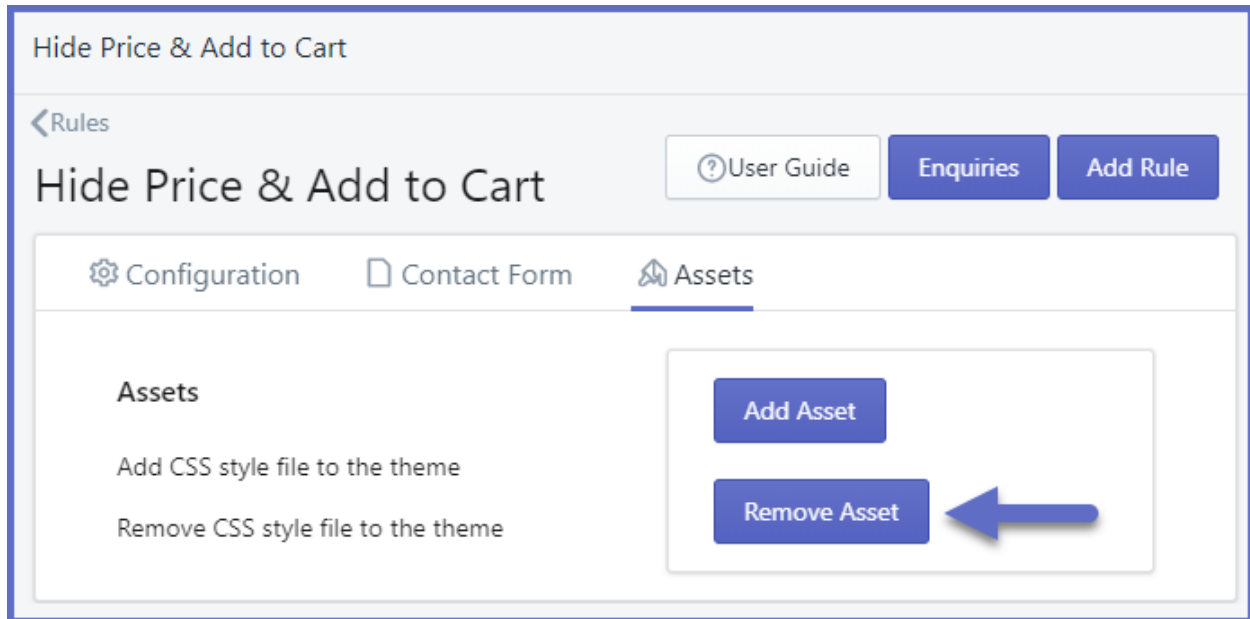 Hide Price & Add to Cart
Rules
Hide Price & Add to Cart
User Guide
Enquiries
Add Rule
Configuration
Contact Form
Assets
Assets
Add CSS style file to the theme
Remove CSS style file to the theme
Add Asset
Remove Asset